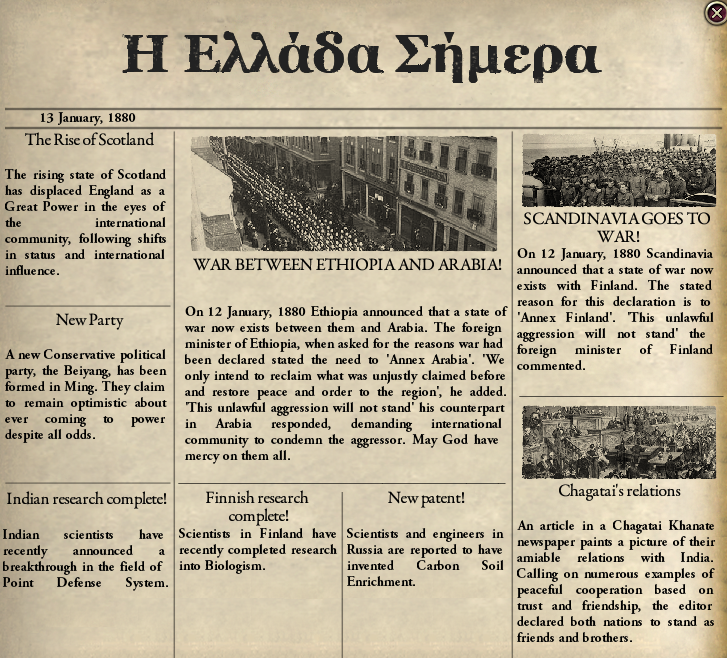 Η Ελλάδα Σήμερα
13 January, 1880
The Rise of Scotland
The rising state of Scotland
has displaced England as a
Great Power in the eyes of
the international
community, following shifts
in status and international
influence.
New Party
A new Conservative political
party, the Beiyang, has been
formed in Ming. They claim
to remain optimistic about
ever coming to power
despite all odds.
WAR BETWEEN ETHIOPIA AND ARABIA!
On 12 January, 1880 Ethiopia announced that a state of
war now exists between them and Arabia. The foreign
minister of Ethiopia, when asked for the reasons war had
been declared stated the need to 'Annex Arabia'. 'We
only intend to reclaim what was unjustly claimed before
and restore peace and order to the region', he added.
'This unlawful aggression will not stand' his counterpart
in Arabia responded, demanding international
community to condemn the aggressor. May God have
mercy on them all.
SCANDINAVIA GOES TO
WAR!
On 12 January, 1880 Scandinavia
announced that a state of war now
exists with Finland. The stated
reason for this declaration is to
'Annex Finland'. 'This unlawful
aggression will not stand' the
foreign minister of Finland
commented.
Indian research complete!
Indian scientists have
recently announced a
breakthrough in the field of
Point Defense System.
Finnish research
complete!
Scientists in Finland have
recently completed research
into Biologism.
New patent!
Scientists and engineers in
Russia are reported to have
invented Carbon Soil
Enrichment.
Chagatai's relations
An article in a Chagatai Khanate
newspaper paints a picture of their
amiable relations with India.
Calling on numerous examples of
peaceful cooperation based on
trust and friendship, the editor
declared both nations to stand as
friends and brothers.